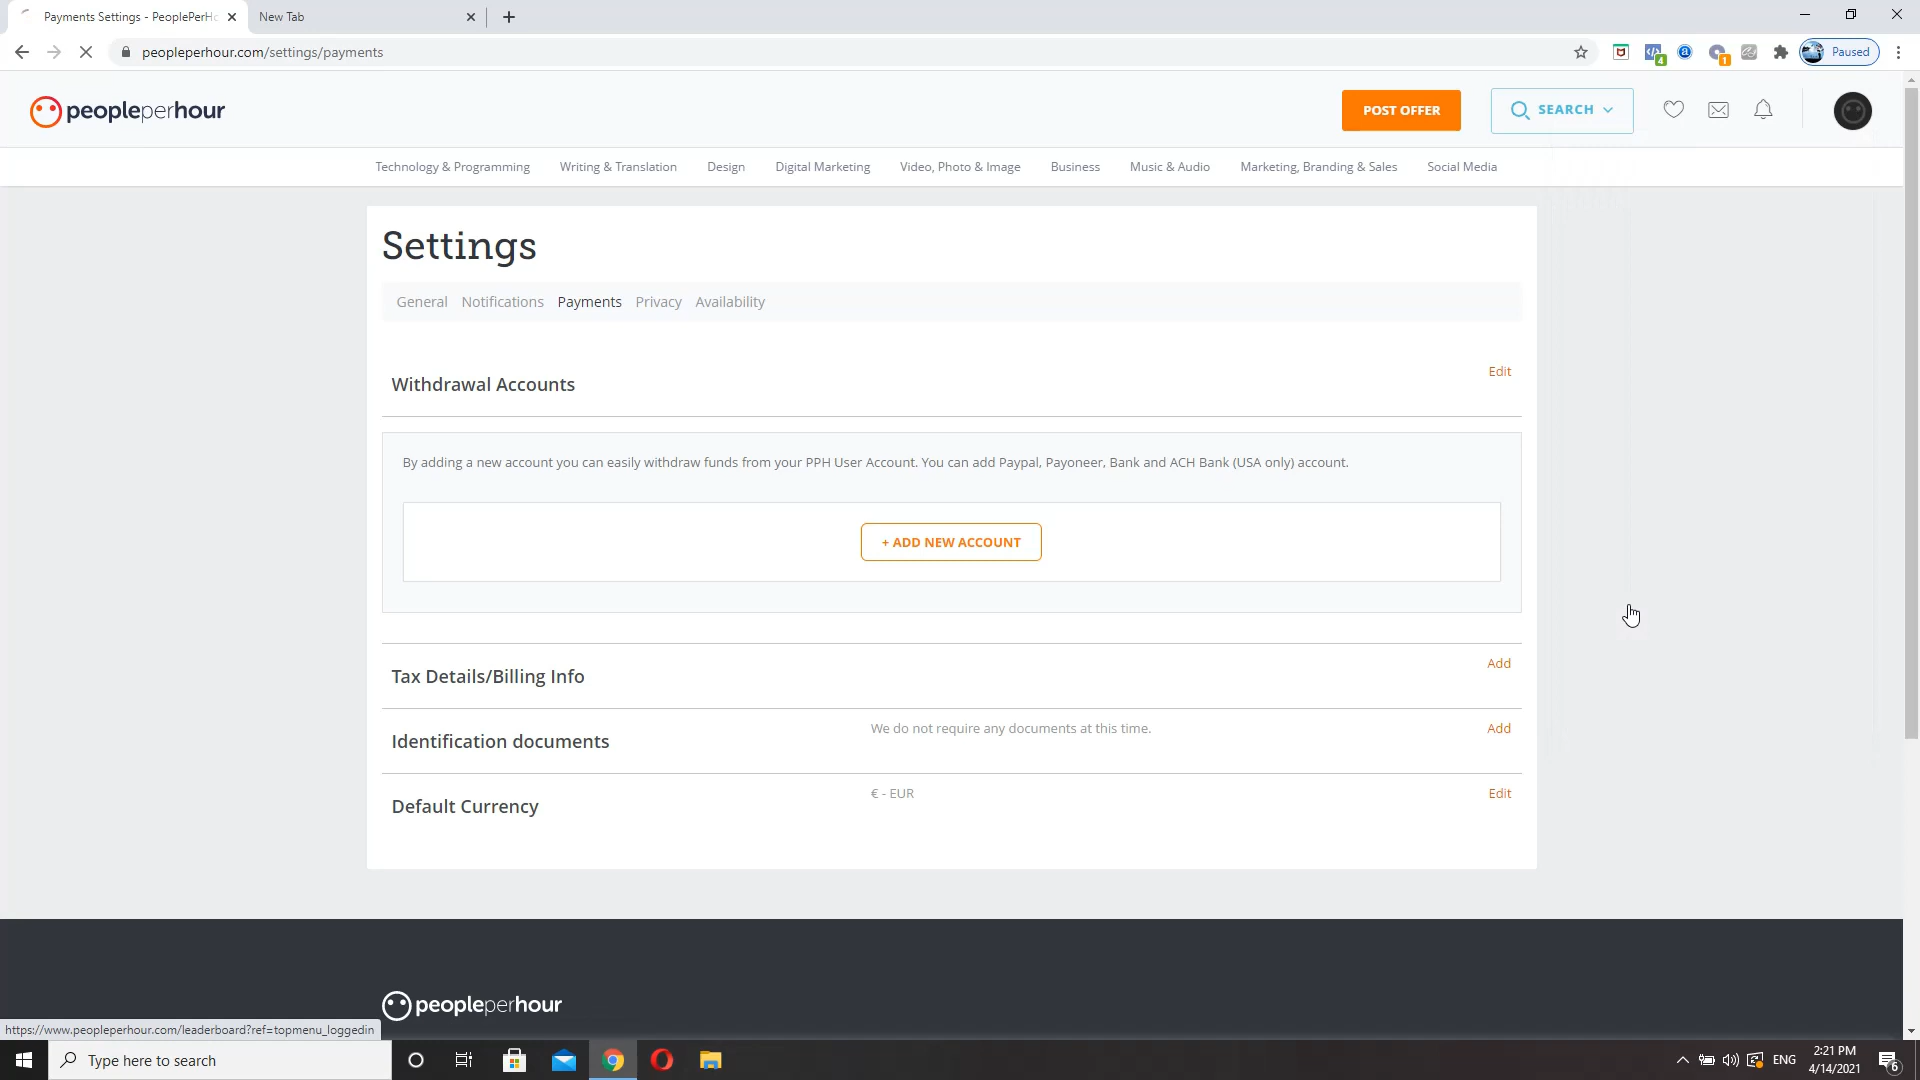 Payments Settings - PeoplePerHo
New Tab
peopleperhour.com/settings/payments
4
1
Paused
peopleperhour
POST OFFER
SEARCH
Technology & Programming
Writing & Translation
Design
Digital Marketing
Video, Photo & Image
Business
Music & Audio
Marketing, Branding & Sales
Social Media
Settings
General
Notifications
Payments
Privacy
Availability
Withdrawal Accounts
Edit
By adding a new account you can easily withdraw funds from your PPH User Account. You can add Paypal, Payoneer, Bank and ACH Bank (USA only) account.
+ ADD NEW ACCOUNT
Tax Details/Billing Info
Add
Identification documents
We do not require any documents at this time.
Add
Default Currency
€ - EUR
Edit
peopleperhour
https://www.peopleperhour.com/leaderboard?ref=topmenu_loggedin
Type here to search
ENG
2:21 PM
4/14/2021
6